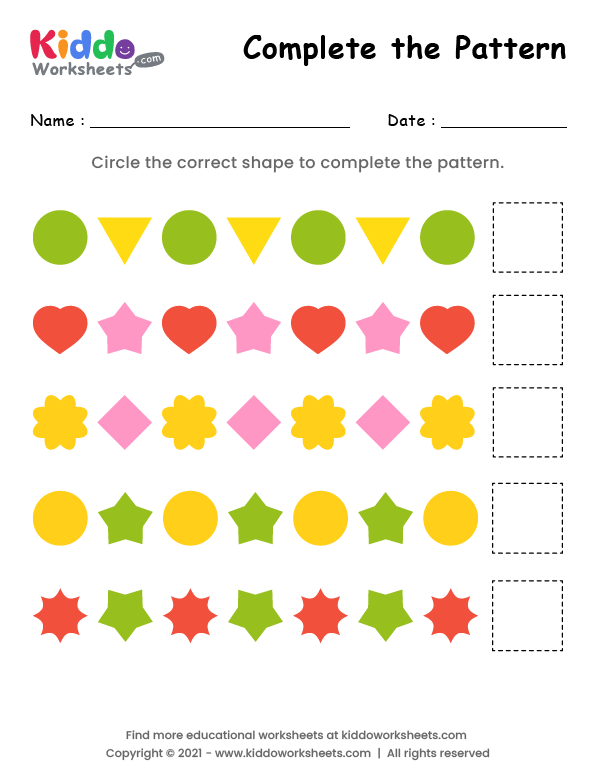 Kiddo
Worksheets.com
Complete the Pattern
Name :
Date :
Circle the correct shape to complete the pattern.
Find more educational worksheets at kiddoworksheets.com
Copyright © 2021 - www.kiddoworksheets.com | All rights reserved